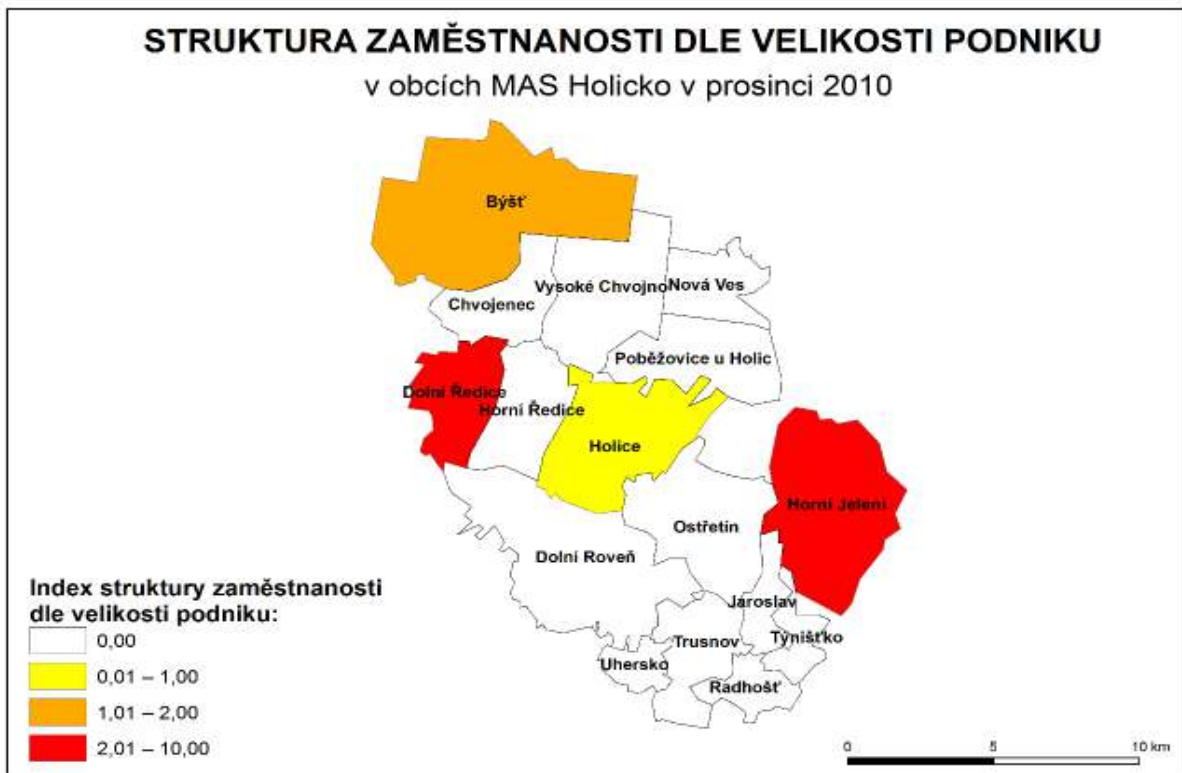 STRUKTURA ZAMĚSTNANOSTI DLE VELIKOSTI PODNIKU
v obcích MAS Holicko v prosinci 2010
Býšť
Vysoké Chvojno
Nová Ves
Chvojenec
Poběžovice u Holic
Dolní Ředice
Horní Ředice
Holice
Horní Jelení
Ostřetín
Dolní Roveň
Jaroslav
Týnišťko
Trusnov
Uhersko
Radhošť
Index struktury zaměstnanosti
dle velikosti podniku:
0,00
0,01 – 1,00
1,01 – 2,00
2,01 – 10,00
0 5 10 km